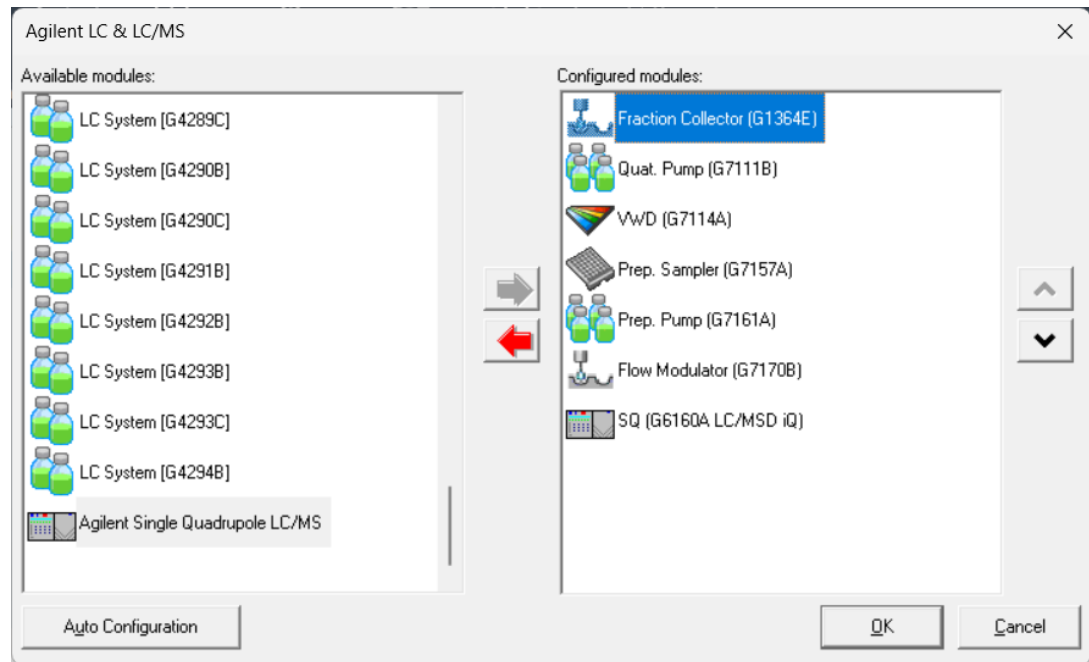 Agilent LC & LC/MS
Available modules:
LC System [G4289C]
LC System [G4290B]
LC System [G4290C]
LC System [G4291B]
LC System [G4292B]
LC System [G4293B]
LC System [G4293C]
LC System [G4294B]
Agilent Single Quadrupole LC/MS
Auto Configuration
Configured modules:
Fraction Collector (G1364E)
Quat. Pump (G7111B)
VWD (G7114A)
Prep. Sampler (G7157A)
Prep. Pump (G7161A)
Flow Modulator (G7170B)
SQ (G6160A LC/MSD iQ)
OK
Cancel